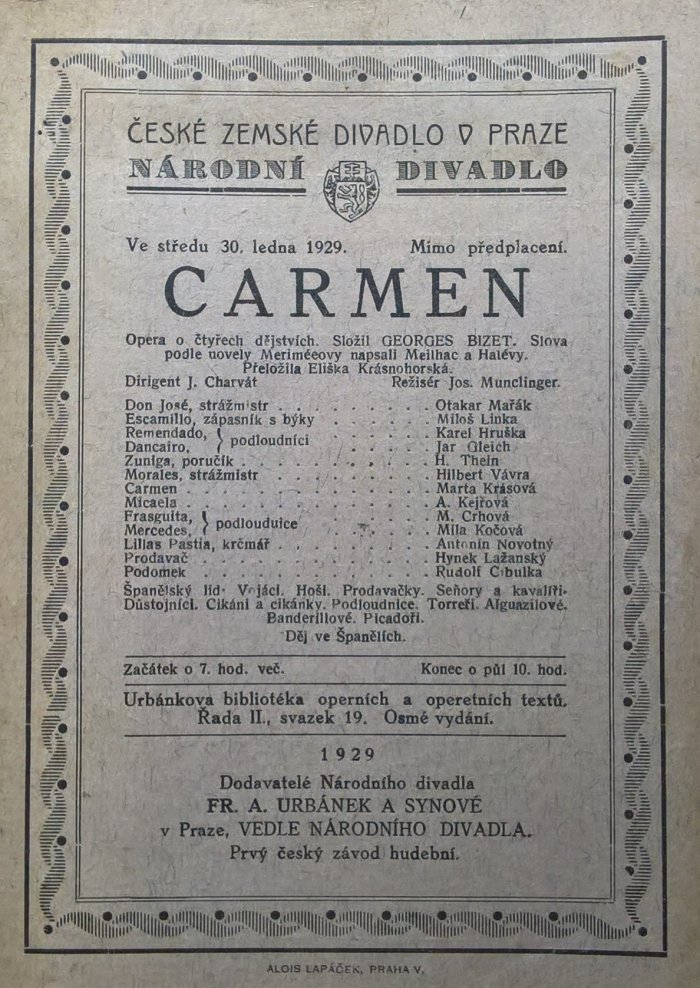 ČESKÉ ZEMSKÉ DIVADLO V PRAZE
NÁRODNÍ DIVADLO
Ve středu 30. ledna 1929. Mimo předplacení.
CARMEN
Opera o čtyřech dějstvích. Složil GEORGES BIZET. Slova
podle novely Meriméeovy napsali Meilhac a Halévy.
Přeložila Eliška Krásnohorská.
Dirigent J. Charvát Režisér Jos. Munclinger.
Don José, strážmistr . . . . . . . . . . Otakar Mařák
Escamillo, zápasník s býky . . . . . . . Miloš Linka
Remendado, } podloudníci . . . . . . . Karel Hruška
Dancairo, } . . . . . . . Jar Gleich
Zuniga, poručík . . . . . . . . . . . . H. Thein
Morales, strážmistr . . . . . . . . . . Hilbert Vávra
Carmen . . . . . . . . . . . . . . . Marta Krásová
Micaela . . . . . . . . . . . . . . . A. Kejřová
Frasguita, } podloudnice . . . . . . . M. Crhová
Mercedes, } . . . . . . . Míla Kočová
Lillas Pastia, krčmář . . . . . . . . . Antonín Novotný
Prodavač . . . . . . . . . . . . . . Hynek Lažanský
Podomek . . . . . . . . . . . . . . Rudolf Cibulka
Španělský lid. Vojáci. Hoši. Prodavačky. Seňory a kavalíři.
Důstojníci. Cikáni a cikánky. Podloudnice. Torreři. Alguazilové.
Banderillové. Picadoři.
Děj ve Španělích.
Začátek o 7. hod. več. Konec o půl 10. hod.
Urbánkova bibliotéka operních a operetních textů.
Řada II., svazek 19. Osmé vydání.
1929
Dodavatelé Národního divadla
FR. A. URBÁNEK A SYNOVÉ
v Praze, VEDLE NÁRODNÍHO DIVADLA.
Prvý český závod hudební.
ALOIS LAPÁČEK, PRAHA V.